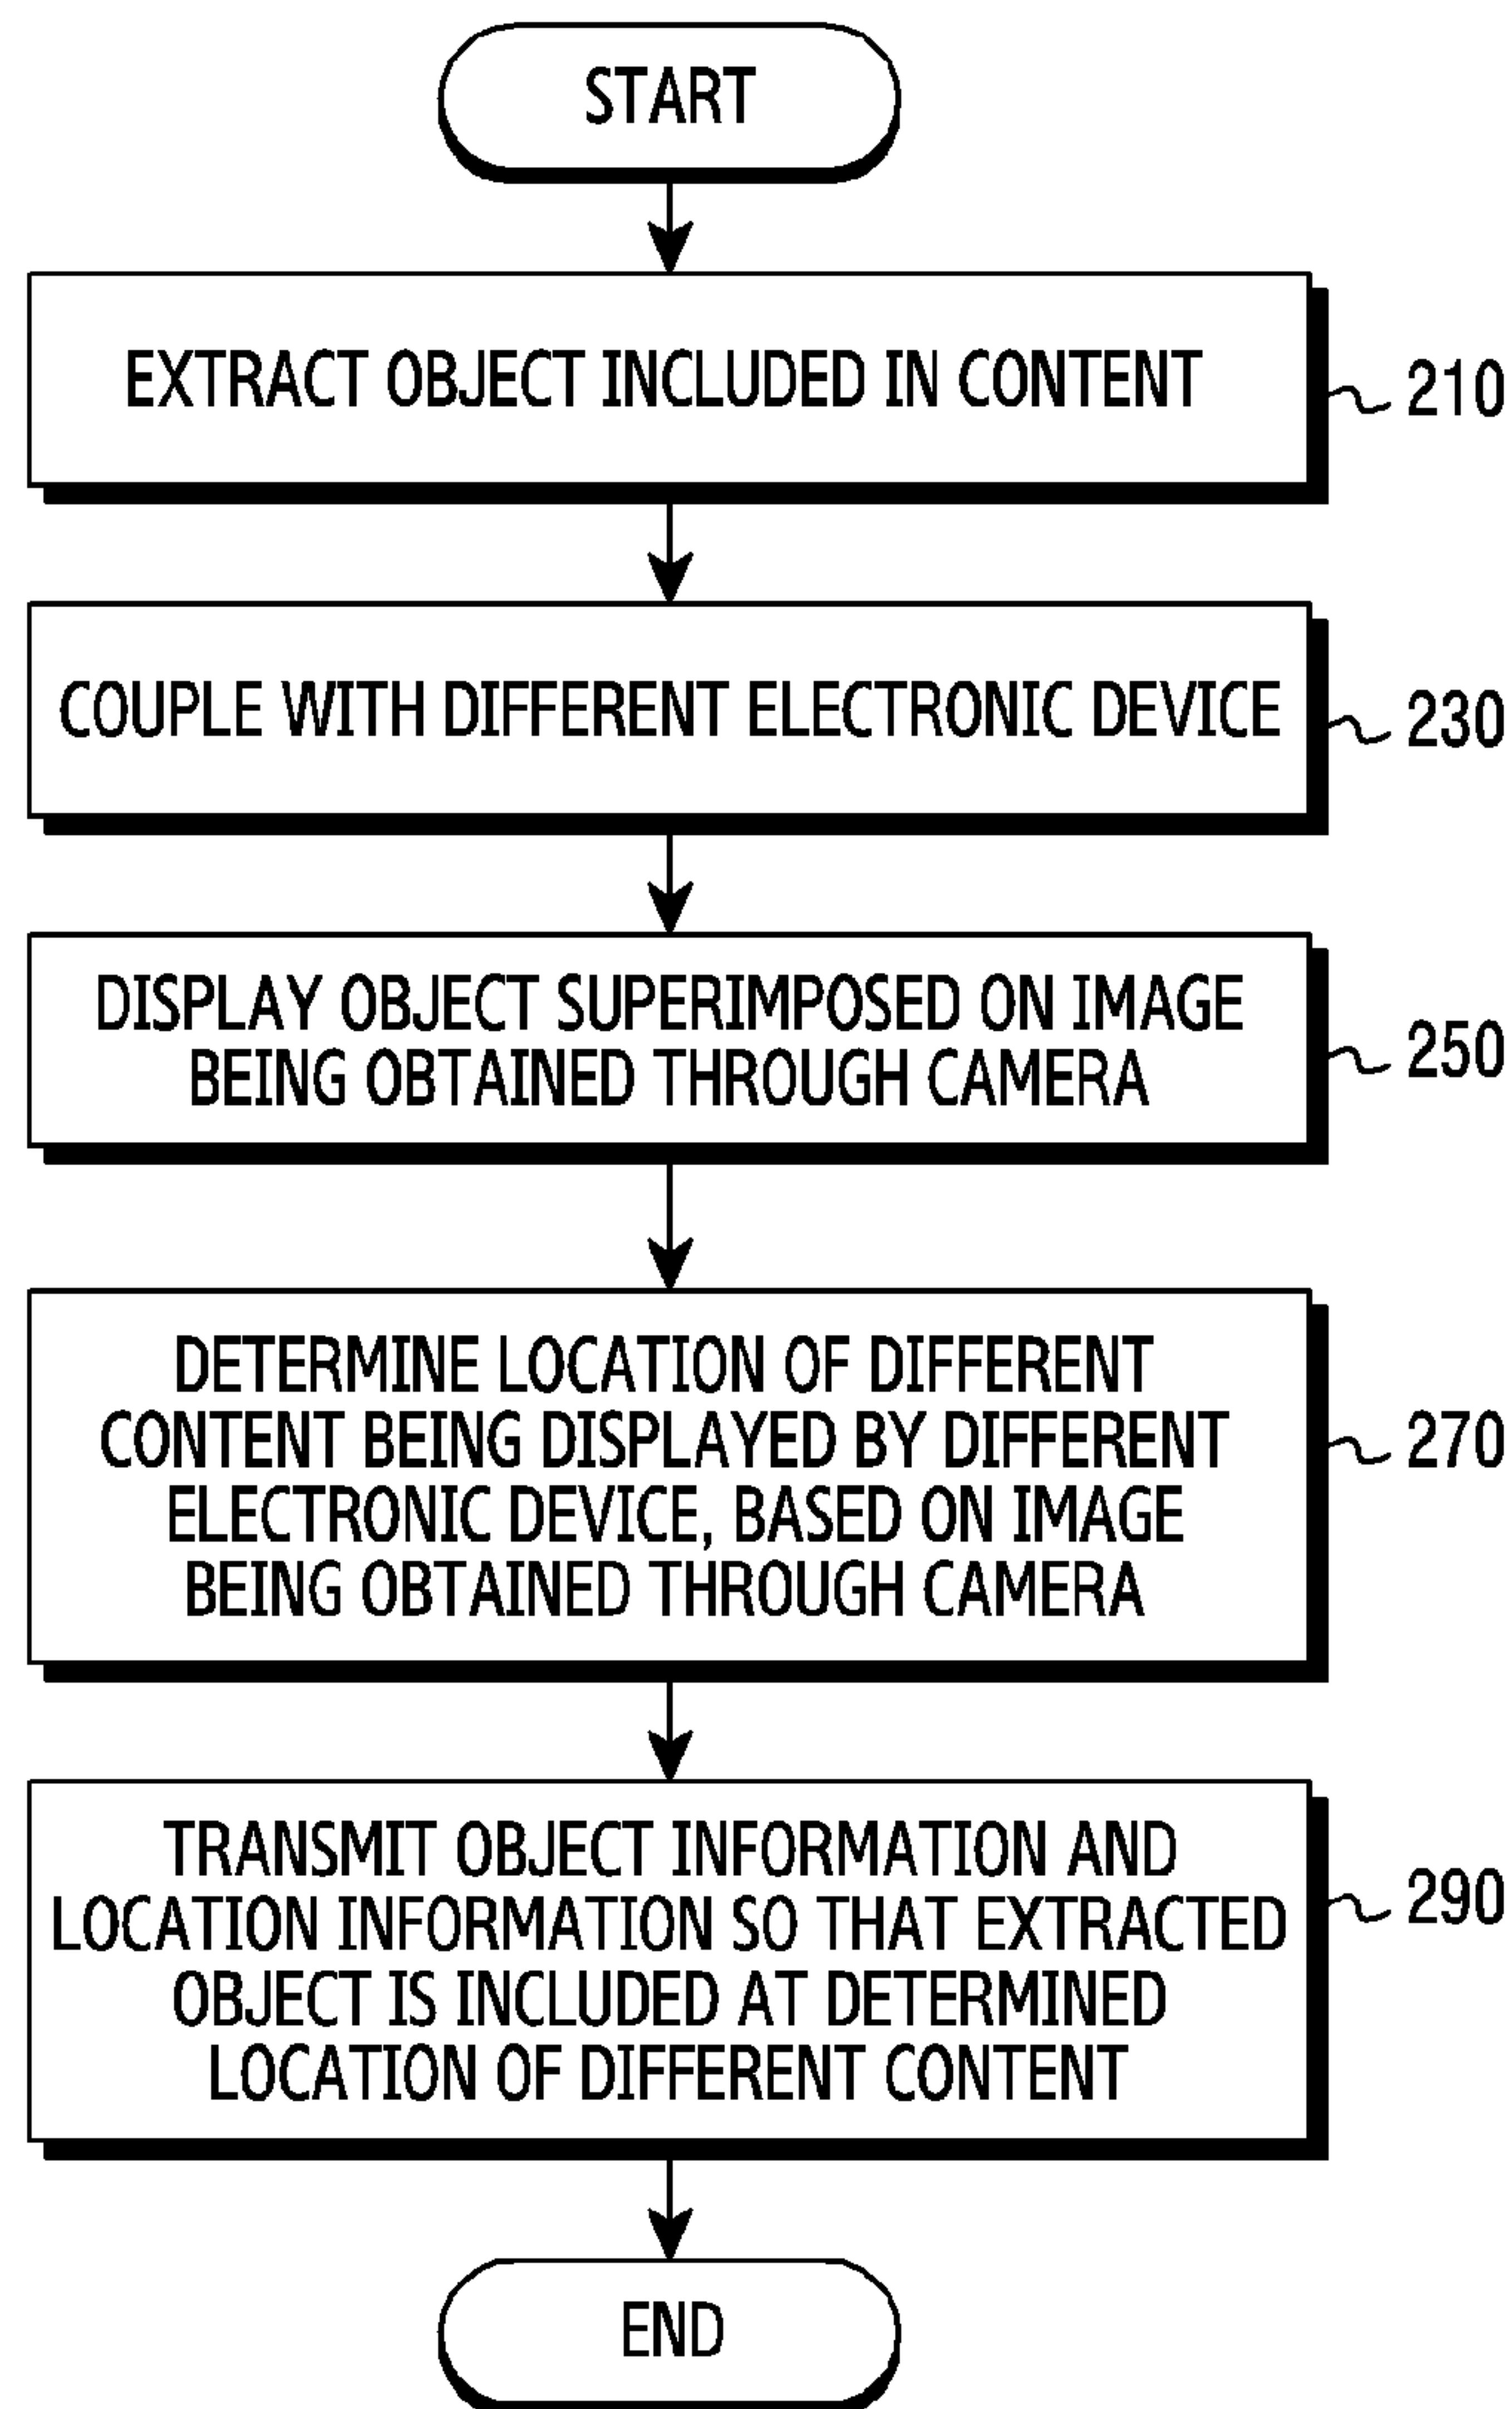 START
EXTRACT OBJECT INCLUDED IN CONTENT
210
COUPLE WITH DIFFERENT ELECTRONIC DEVICE
230
DISPLAY OBJECT SUPERIMPOSED ON IMAGE
BEING OBTAINED THROUGH CAMERA
250
DETERMINE LOCATION OF DIFFERENT
CONTENT BEING DISPLAYED BY DIFFERENT
ELECTRONIC DEVICE, BASED ON IMAGE
BEING OBTAINED THROUGH CAMERA
270
TRANSMIT OBJECT INFORMATION AND
LOCATION INFORMATION SO THAT EXTRACTED
OBJECT IS INCLUDED AT DETERMINED
LOCATION OF DIFFERENT CONTENT
290
END